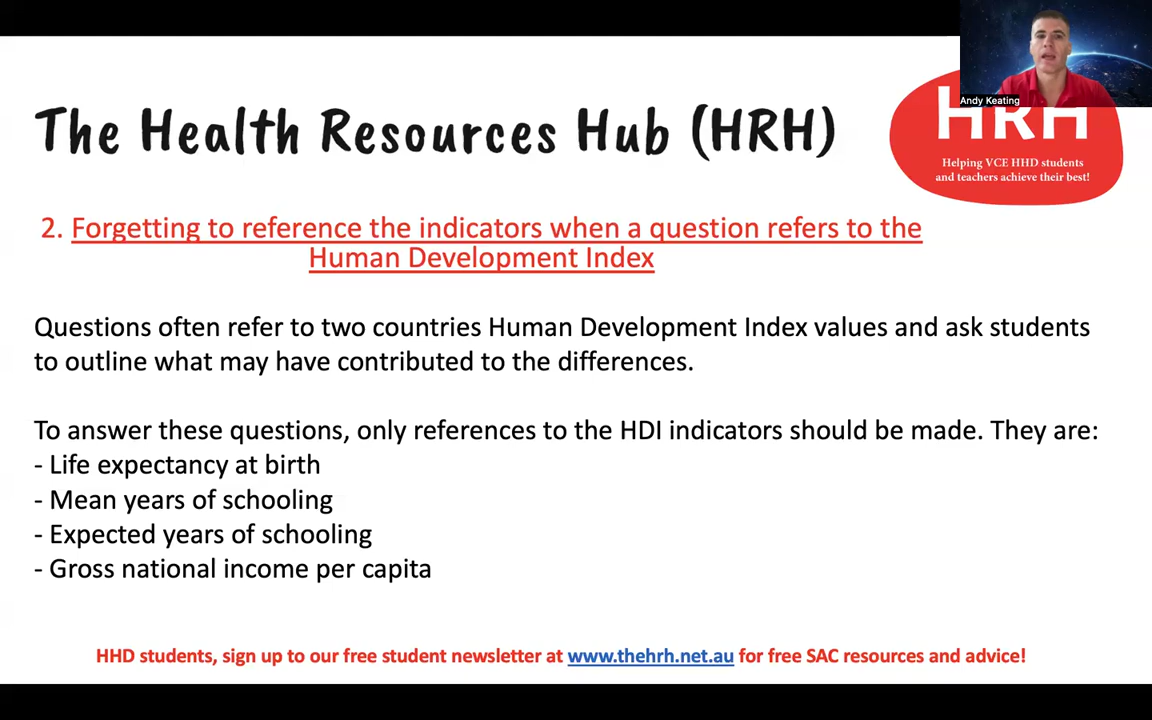 Andy Keating
The Health Resources Hub (HRH)
HRH
Helping VCE HHD students
and teachers achieve their best!
2. Forgetting to reference the indicators when a question refers to the
Human Development Index
Questions often refer to two countries Human Development Index values and ask students
to outline what may have contributed to the differences.
To answer these questions, only references to the HDI indicators should be made. They are:
- Life expectancy at birth
- Mean years of schooling
- Expected years of schooling
- Gross national income per capita
HHD students, sign up to our free student newsletter at www.thehrh.net.au for free SAC resources and advice!